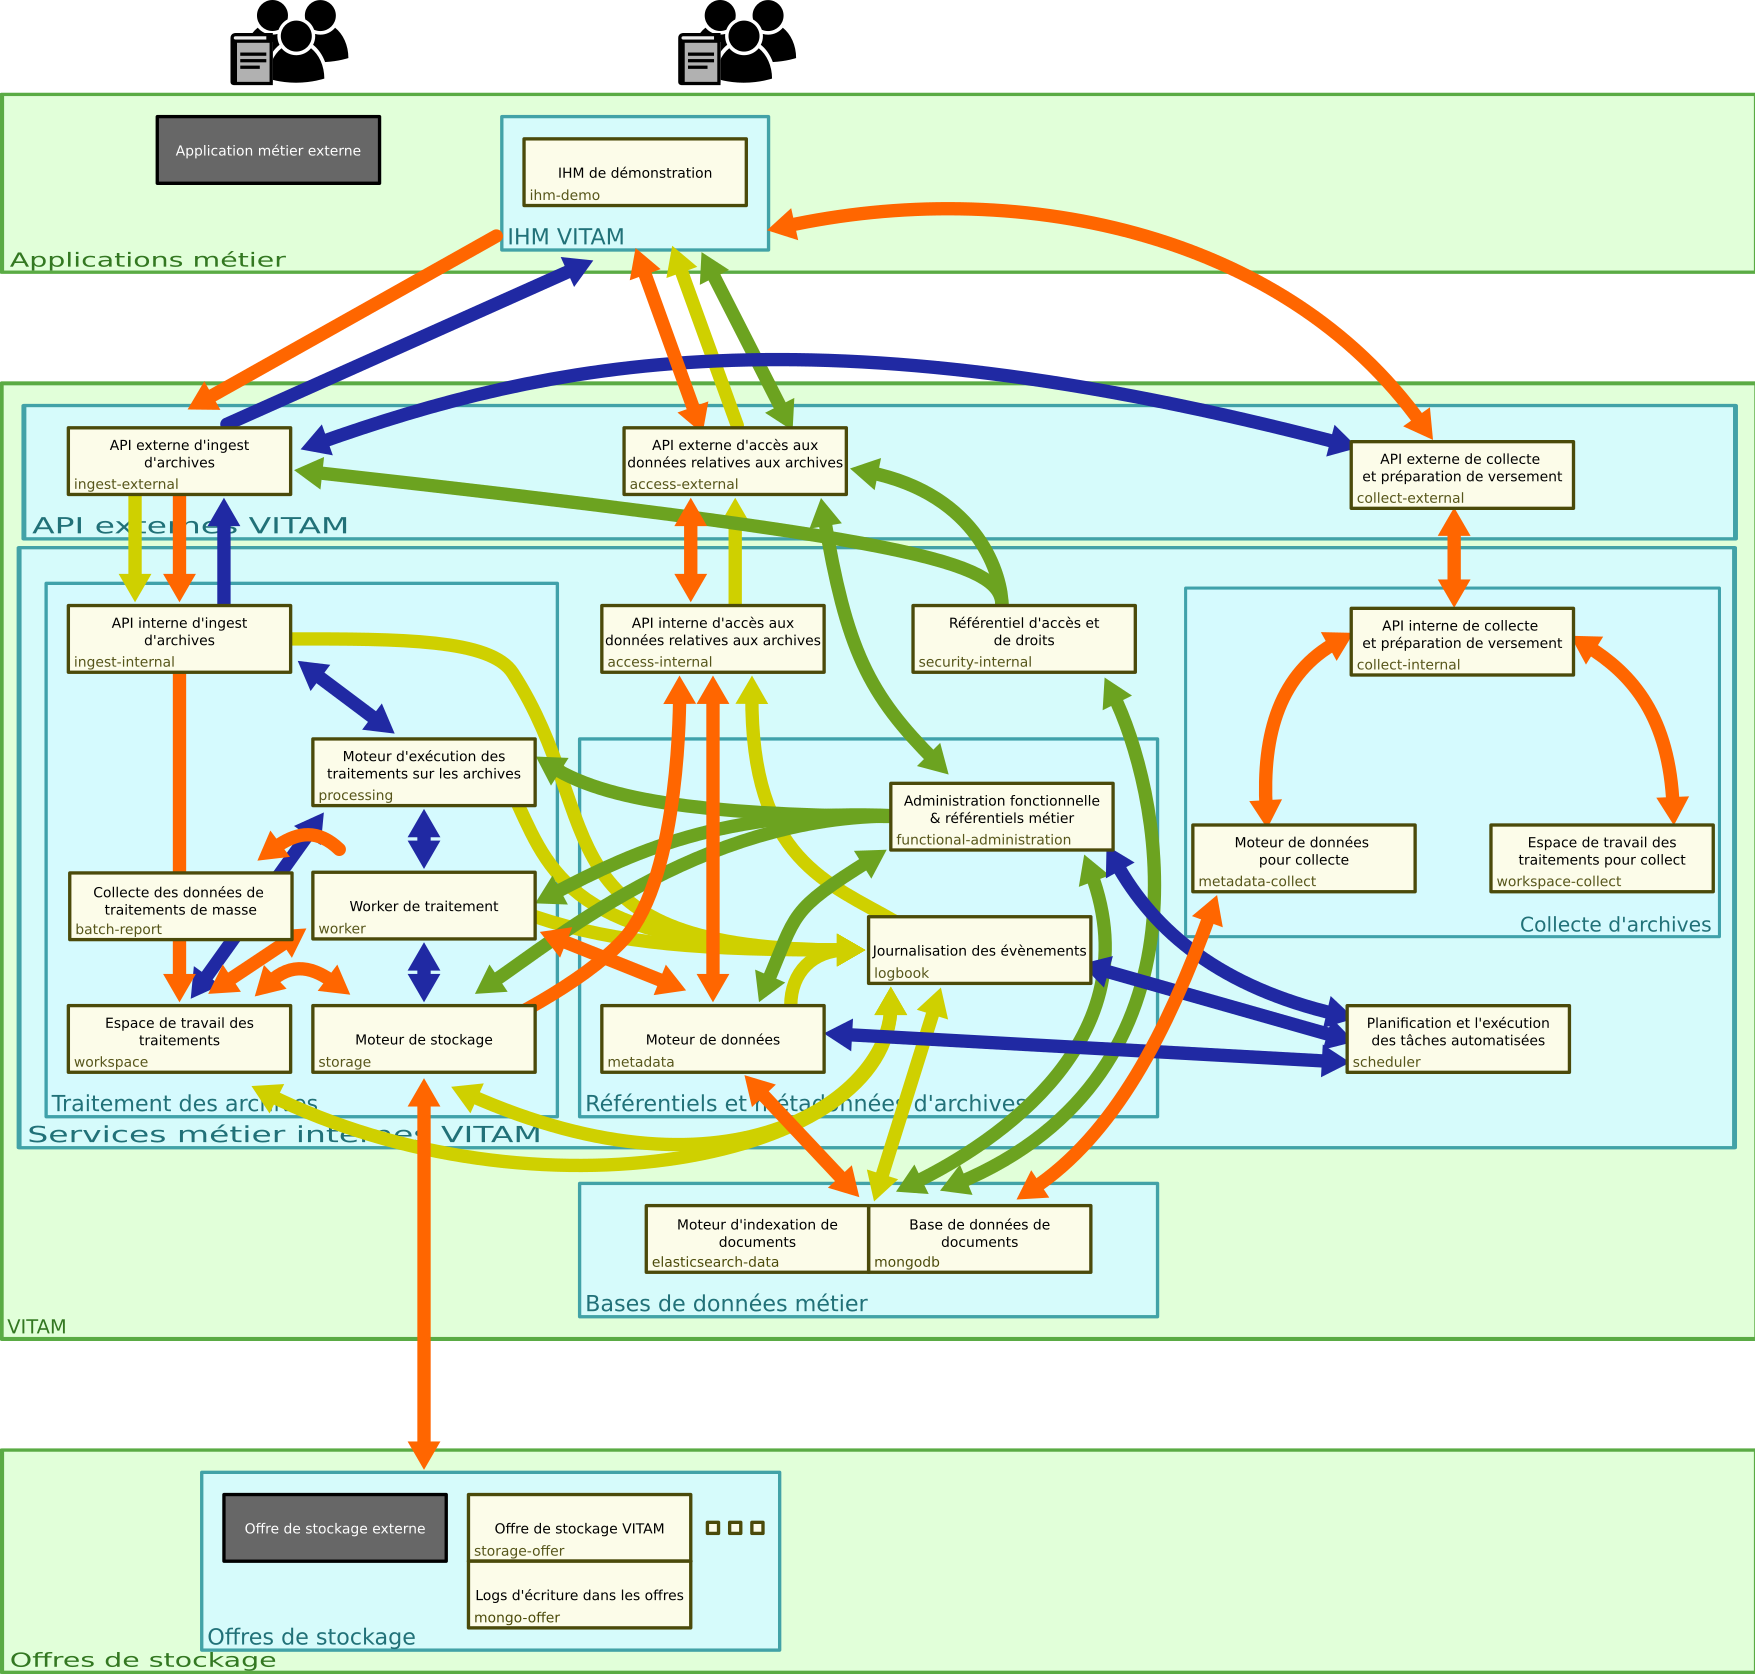 Application métier externe
IHM de démonstration
ihm-demo
IHM VITAM
Applications métier
API externe d'ingest
d'archives
ingest-external
API externe d'accès aux
données relatives aux archives
access-external
API externe de collecte
et préparation de versement
collect-external
API externes VITAM
API interne d'ingest
d'archives
ingest-internal
API interne d'accès aux
données relatives aux archives
access-internal
Référentiel d'accès et
de droits
security-internal
API interne de collecte
et préparation de versement
collect-internal
Moteur d'exécution des
traitements sur les archives
processing
Administration fonctionnelle
& référentiels métier
functional-administration
Moteur de données
pour collecte
metadata-collect
Espace de travail des
traitements pour collect
workspace-collect
Collecte d'archives
Collecte des données de
traitements de masse
batch-report
Worker de traitement
worker
Journalisation des évènements
logbook
Espace de travail des
traitements
workspace
Moteur de stockage
storage
Moteur de données
metadata
Planification et l'exécution
des tâches automatisées
scheduler
Traitement des archives
Référentiels et métadonnées d'archives
Services métier internes VITAM
Moteur d'indexation de
documents
elasticsearch-data
Base de données de
documents
mongodb
Bases de données métier
VITAM
Offre de stockage externe
Offre de stockage VITAM
storage-offer
Logs d'écriture dans les offres
mongo-offer
Offres de stockage
Offres de stockage